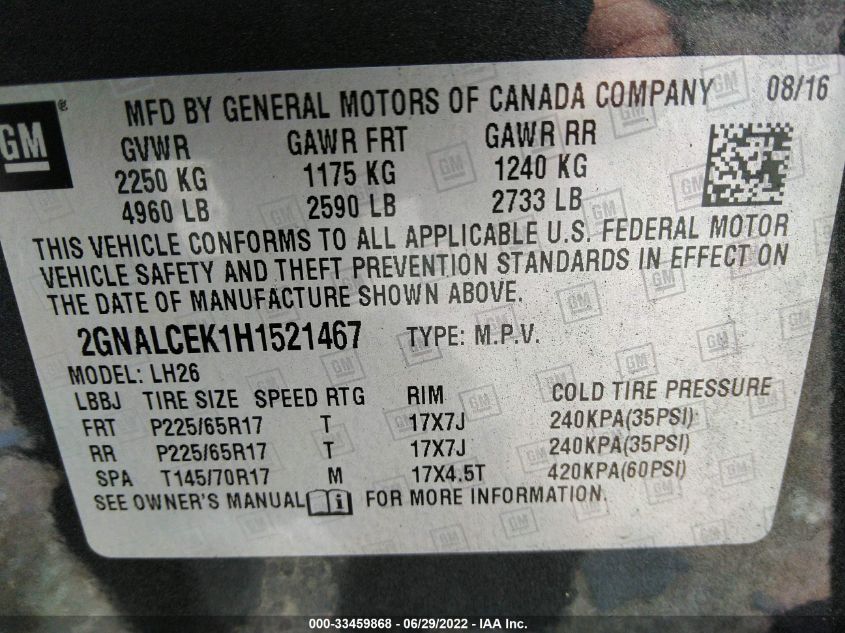 GM ®
MFD BY GENERAL MOTORS OF CANADA COMPANY 08/16
GVWR GAWR FRT GAWR RR
2250 KG 1175 KG 1240 KG
4960 LB 2590 LB 2733 LB
THIS VEHICLE CONFORMS TO ALL APPLICABLE U.S. FEDERAL MOTOR
VEHICLE SAFETY AND THEFT PREVENTION STANDARDS IN EFFECT ON
THE DATE OF MANUFACTURE SHOWN ABOVE.
2GNALCEK1H1521467 TYPE: M.P.V.
MODEL: LH26
LBBJ TIRE SIZE SPEED RTG RIM COLD TIRE PRESSURE
FRT P225/65R17 T 17X7J 240KPA(35PSI)
RR P225/65R17 T 17X7J 240KPA(35PSI)
SPA T145/70R17 M 17X4.5T 420KPA(60PSI)
SEE OWNER'S MANUAL i FOR MORE INFORMATION.
000-33459868 - 06/29/2022 - IAA Inc.